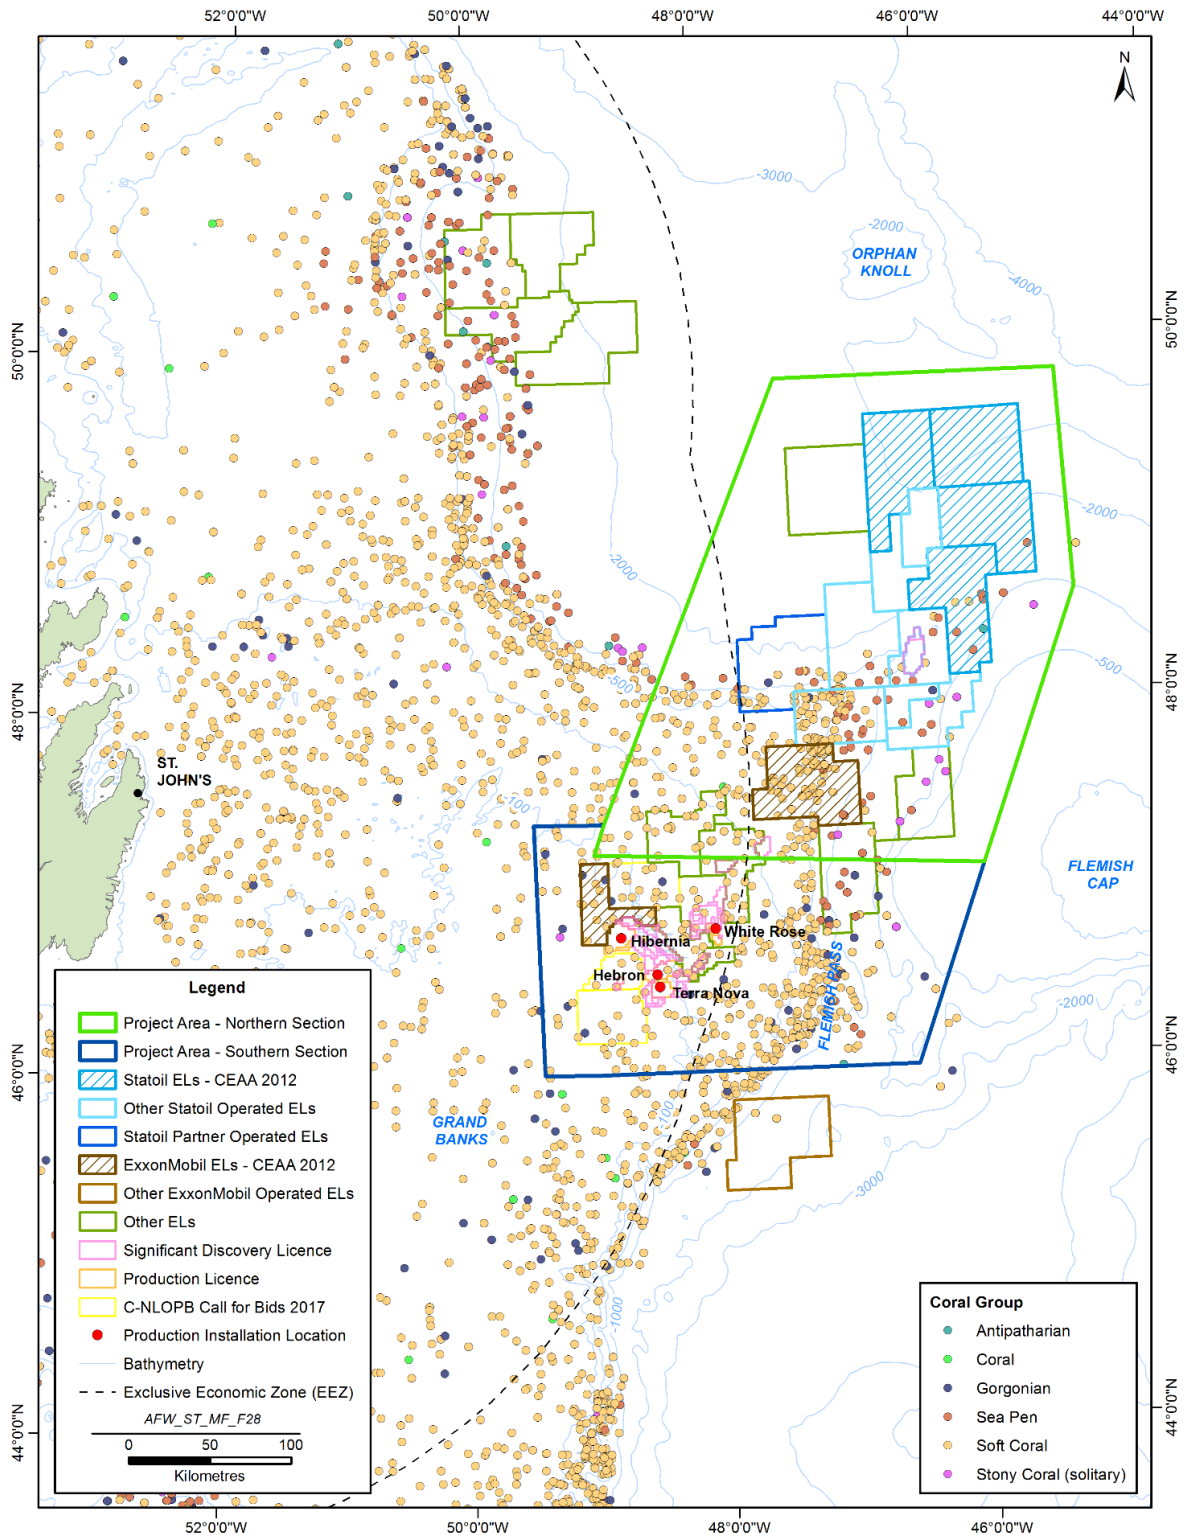 52°0'0"W
50°0'0"W
48°0'0"W
46°0'0"W
44°0'0"W
N
-3000
-2000
ORPHAN
KNOLL
-4000
50°0'0"N
50°0'0"N
-2000
-2000
-500
-500
48°0'0"N
48°0'0"N
ST.
JOHN'S
-100
FLEMISH
CAP
White Rose
Hibernia
Hebron
Terra Nova
FLEMISH PASS
-2000
46°0'0"N
46°0'0"N
GRAND
BANKS
-100
-3000
-1000
Legend
Project Area - Northern Section
Project Area - Southern Section
Statoil ELs - CEAA 2012
Other Statoil Operated ELs
Statoil Partner Operated ELs
ExxonMobil ELs - CEAA 2012
Other ExxonMobil Operated ELs
Other ELs
Significant Discovery Licence
Production Licence
C-NLOPB Call for Bids 2017
Production Installation Location
Bathymetry
Exclusive Economic Zone (EEZ)
AFW_ST_MF_F28
0 50 100
Kilometres
Coral Group
Antipatharian
Coral
Gorgonian
Sea Pen
Soft Coral
Stony Coral (solitary)
44°0'0"N
44°0'0"N
52°0'0"W
50°0'0"W
48°0'0"W
46°0'0"W